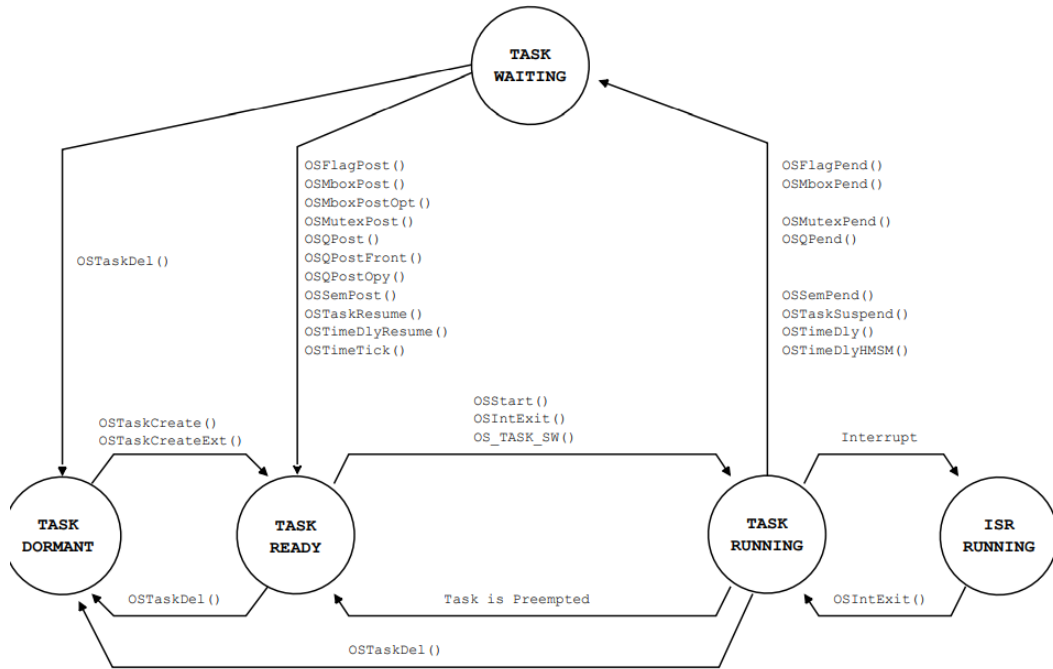 TASK
WAITING
OSFlagPost()
OSMboxPost()
OSMboxPostOpt()
OSMutexPost()
OSQPost()
OSQPostFront()
OSQPostOpy()
OSSemPost()
OSTaskResume()
OSTimeDlyResume()
OSTimeTick()
OSFlagPend()
OSMboxPend()
OSMutexPend()
OSQPend()
OSSemPend()
OSTaskSuspend()
OSTimeDly()
OSTimeDlyHMSM()
OSTaskDel()
OSTaskCreate()
OSTaskCreateExt()
OSStart()
OSIntExit()
OS_TASK_SW()
Interrupt
TASK
DORMANT
TASK
READY
TASK
RUNNING
ISR
RUNNING
OSTaskDel()
Task is Preempted
OSIntExit()
OSTaskDel()